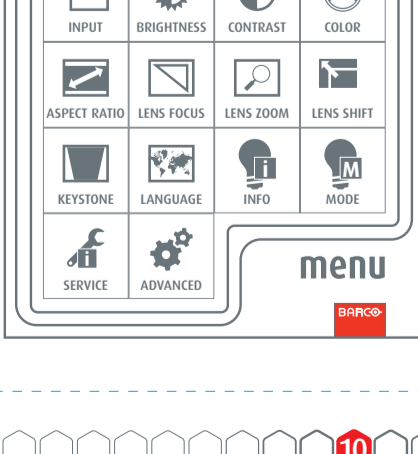 INPUT BRIGHTNESS CONTRAST COLOR
ASPECT RATIO LENS FOCUS LENS ZOOM LENS SHIFT
i M
KEYSTONE LANGUAGE INFO MODE
i
SERVICE ADVANCED
menu
BARCO
10